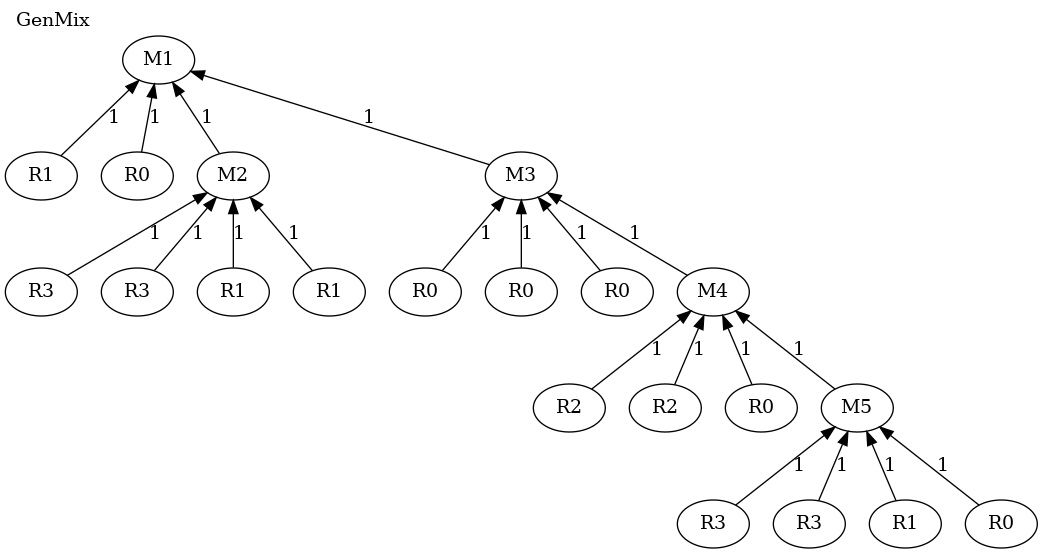 GenMix
M1
1 1 1 1
R1 R0 M2 M3
1 1 1 1 1 1 1 1
R3 R3 R1 R1 R0 R0 R0 M4
1 1 1 1
R2 R2 R0 M5
1 1 1 1
R3 R3 R1 R0